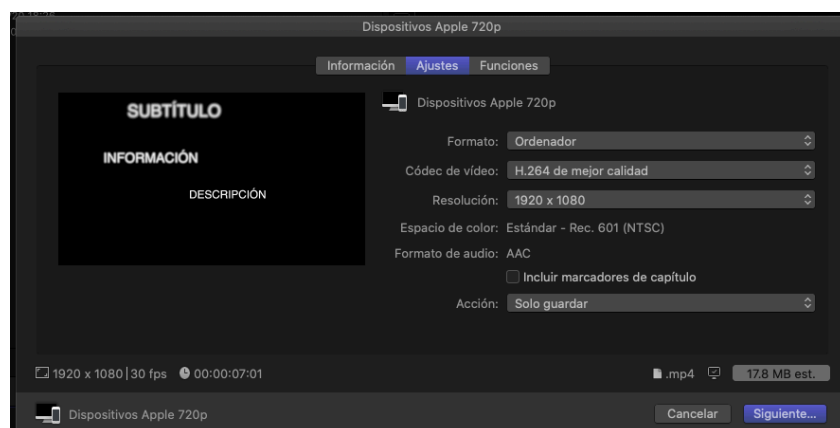 Dispositivos Apple 720p
Información Ajustes Funciones
SUBTÍTULO
INFORMACIÓN
DESCRIPCIÓN
Dispositivos Apple 720p
Formato: Ordenador
Códec de vídeo: H.264 de mejor calidad
Resolución: 1920 x 1080
Espacio de color: Estándar - Rec. 601 (NTSC)
Formato de audio: AAC
Incluir marcadores de capítulo
Acción: Solo guardar
1920 x 1080 | 30 fps 00:00:07:01 .mp4 17.8 MB est.
Dispositivos Apple 720p Cancelar Siguiente...